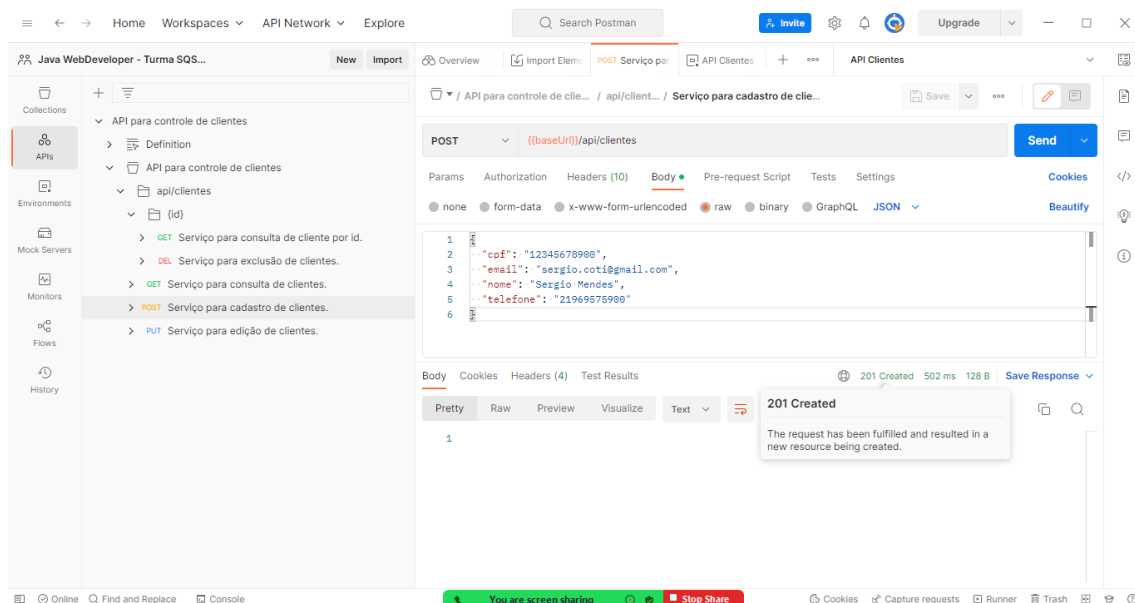 Home Workspaces API Network Explore Search Postman Invite Upgrade
Java WebDeveloper - Turma SQS... New Import
Overview Import Eleme POST Serviço par API Clientes API Clientes
Collections
APIs
Environments
Mock Servers
Monitors
Flows
History
API para controle de clientes
Definition
API para controle de clientes
api/clientes
{id}
GET Serviço para consulta de cliente por id.
DEL Serviço para exclusão de clientes.
GET Serviço para consulta de clientes.
POST Serviço para cadastro de clientes.
PUT Serviço para edição de clientes.
/ API para controle de clie... / api/client... / Serviço para cadastro de clie... Save
POST {{baseUrl}}/api/clientes Send
Params Authorization Headers (10) Body Pre-request Script Tests Settings Cookies
none form-data x-www-form-urlencoded raw binary GraphQL JSON Beautify
1 {
2 "cpf": "12345678900",
3 "email": "sergio.coti@gmail.com",
4 "nome": "Sergio Mendes",
5 "telefone": "21969575900"
6 }
Body Cookies Headers (4) Test Results 201 Created 502 ms 128 B Save Response
Pretty Raw Preview Visualize Text
1
201 Created
The request has been fulfilled and resulted in a
new resource being created.
Online Find and Replace Console You are screen sharing Stop Share Cookies Capture requests Runner Trash